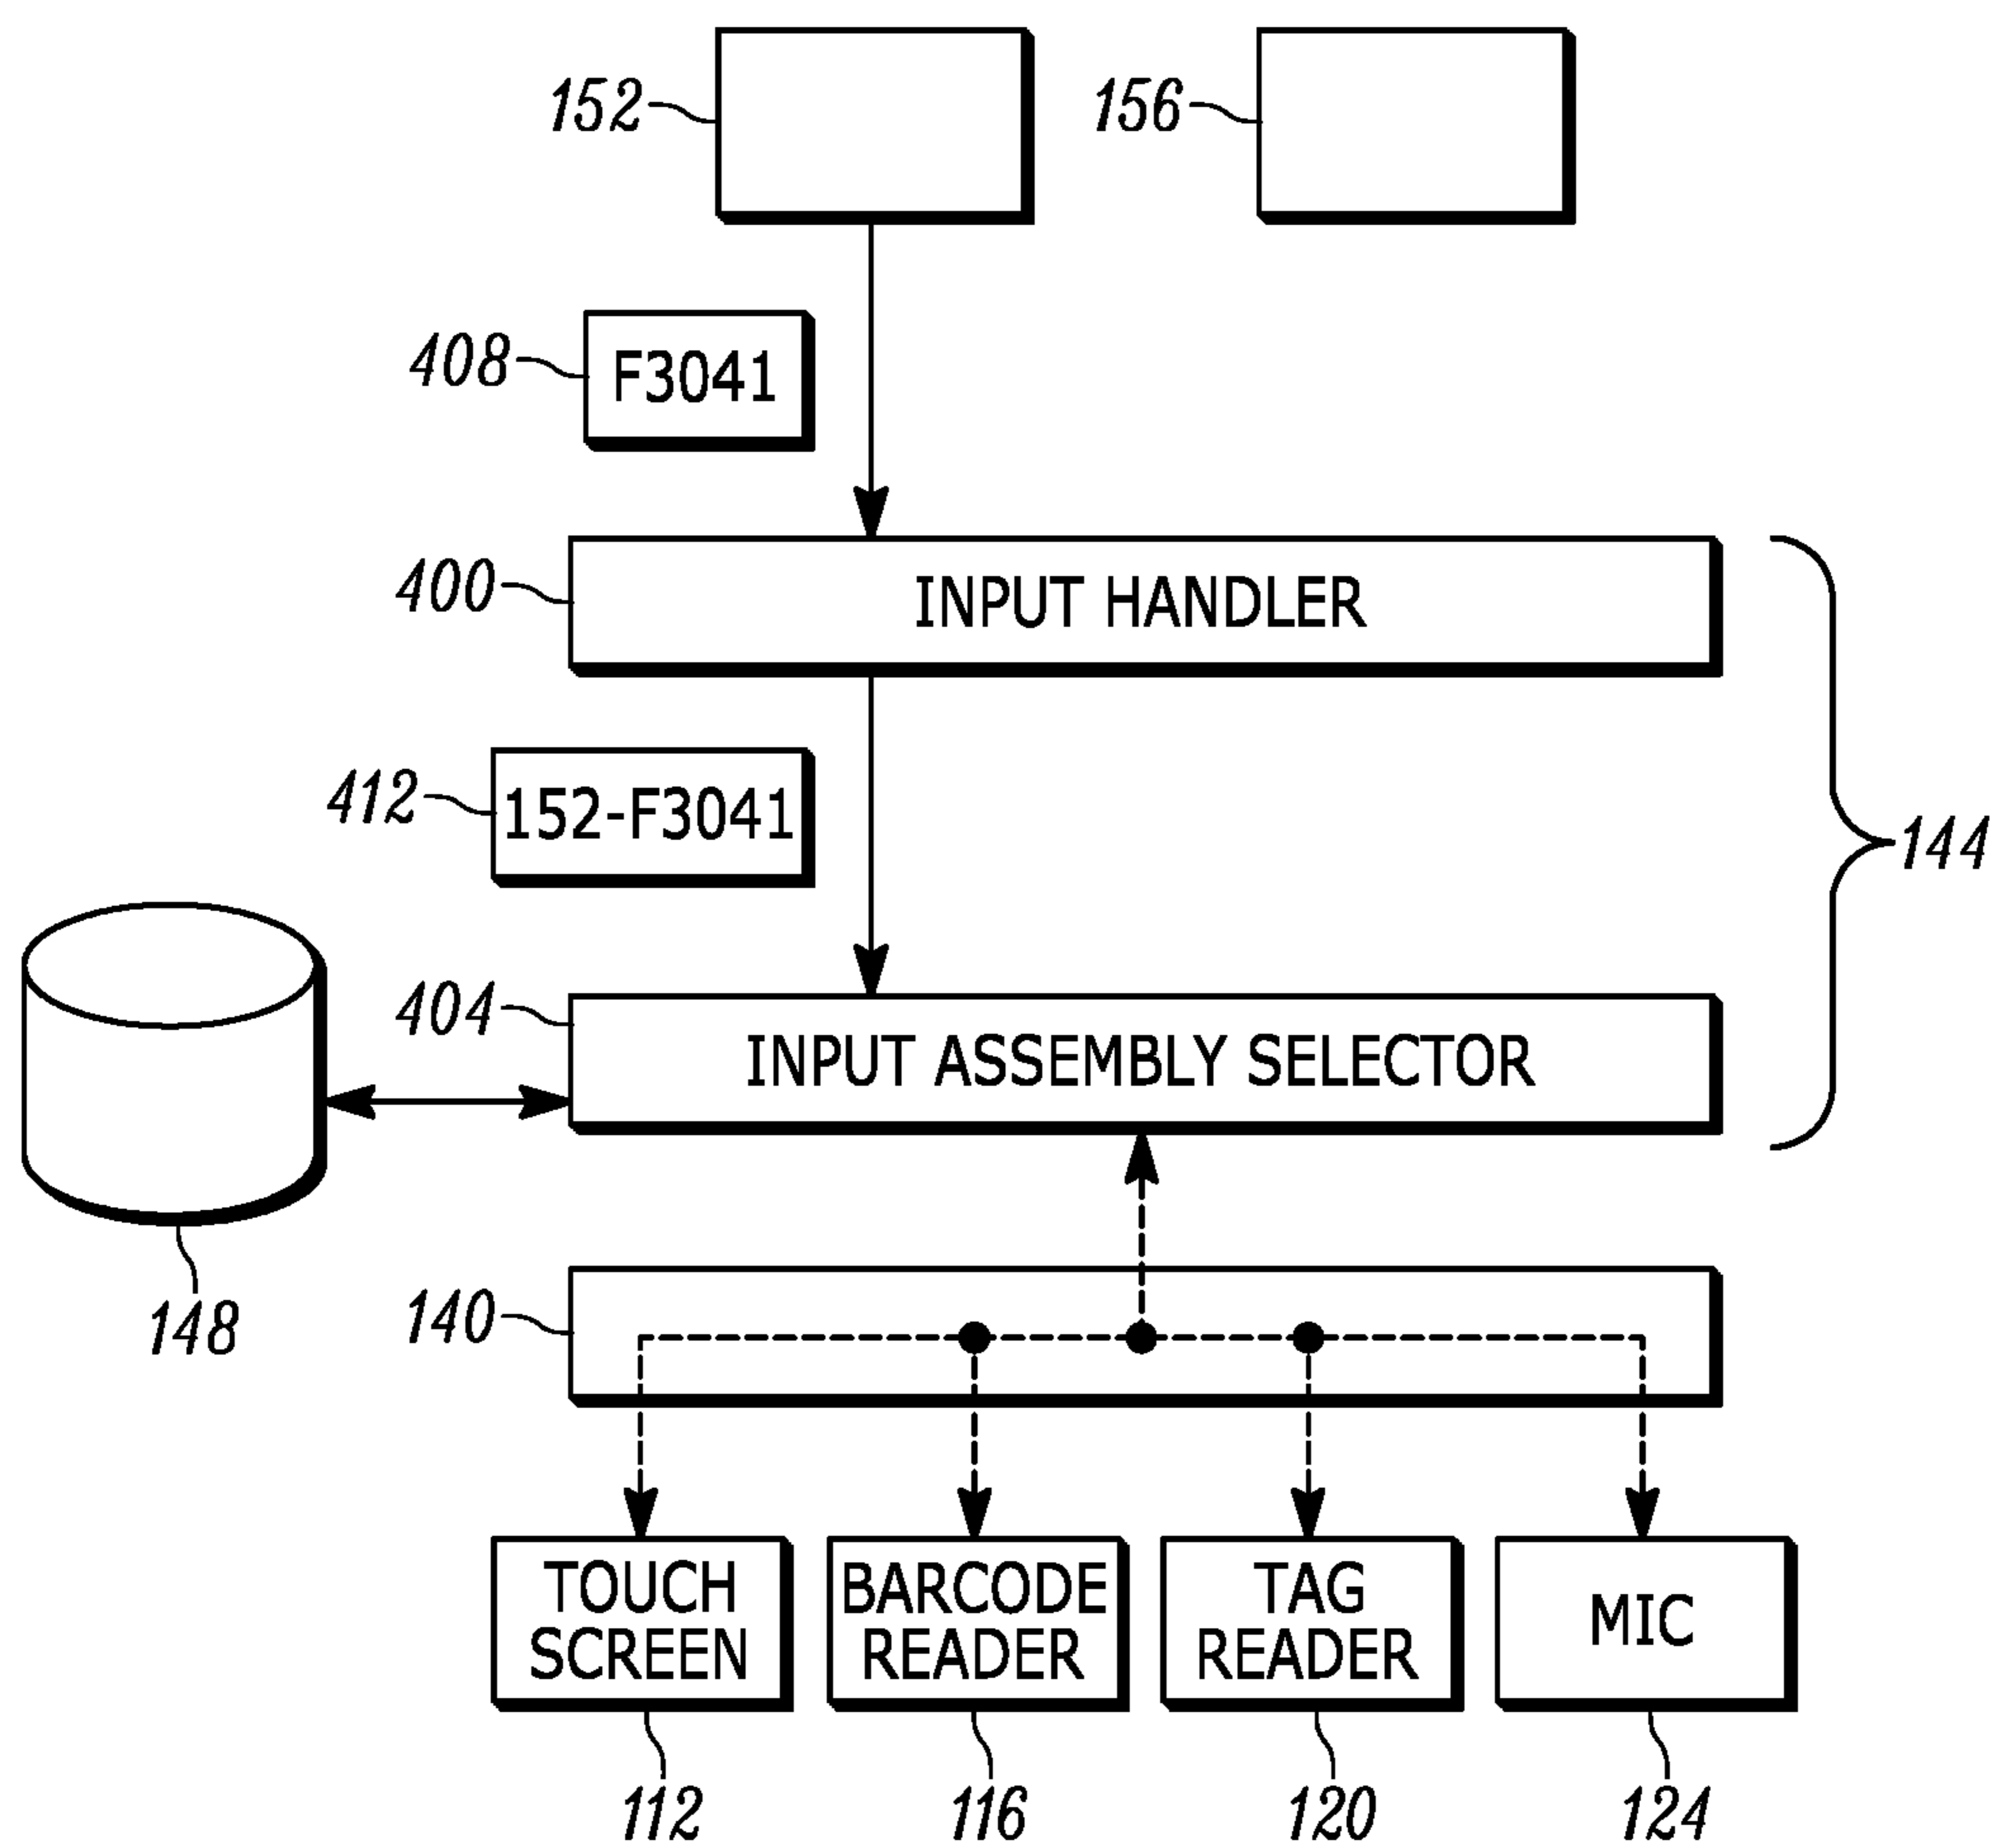 152
156
408
F3041
400
INPUT HANDLER
412
152-F3041
144
404
INPUT ASSEMBLY SELECTOR
148
140
TOUCH
SCREEN
BARCODE
READER
TAG
READER
MIC
112
116
120
124